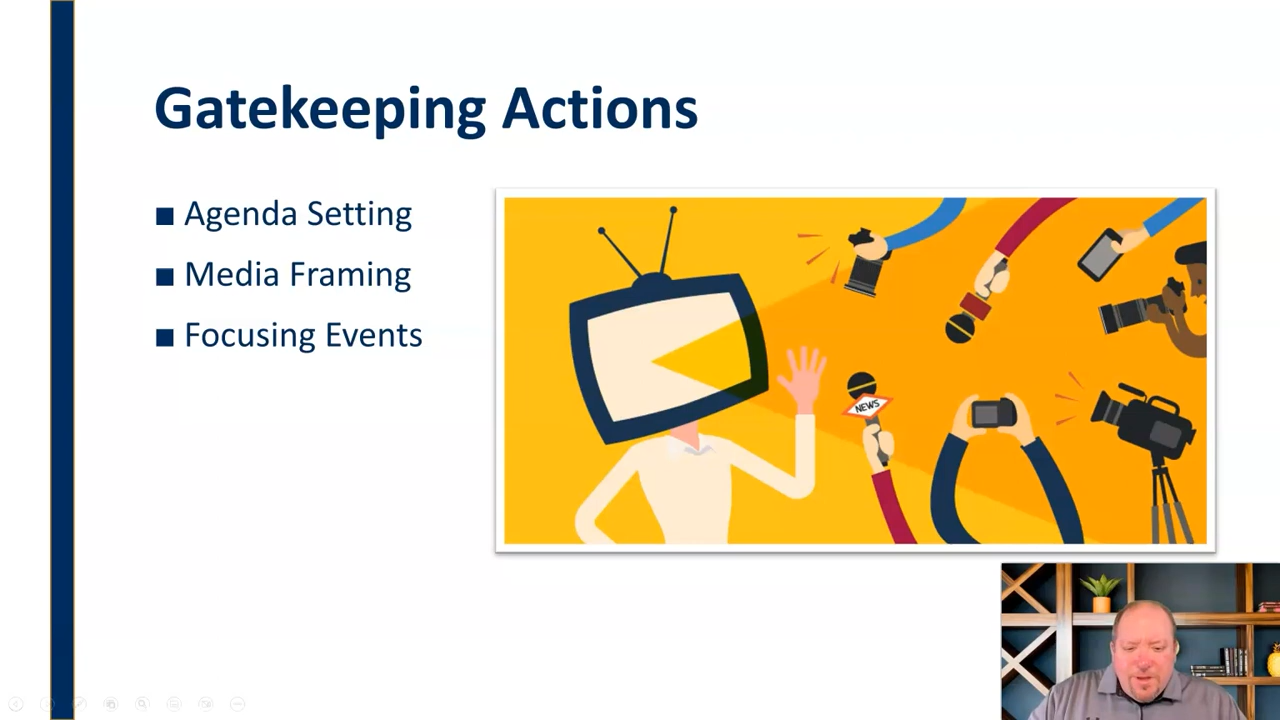 Gatekeeping Actions
■ Agenda Setting
■ Media Framing
■ Focusing Events
NEWS